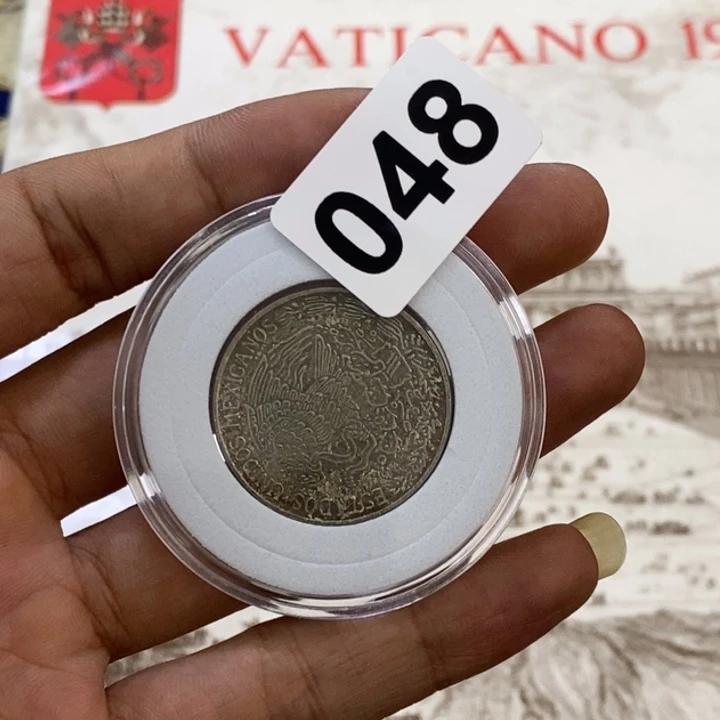 VATICANO 19
048
ESTADOS UNIDOS MEXICANOS